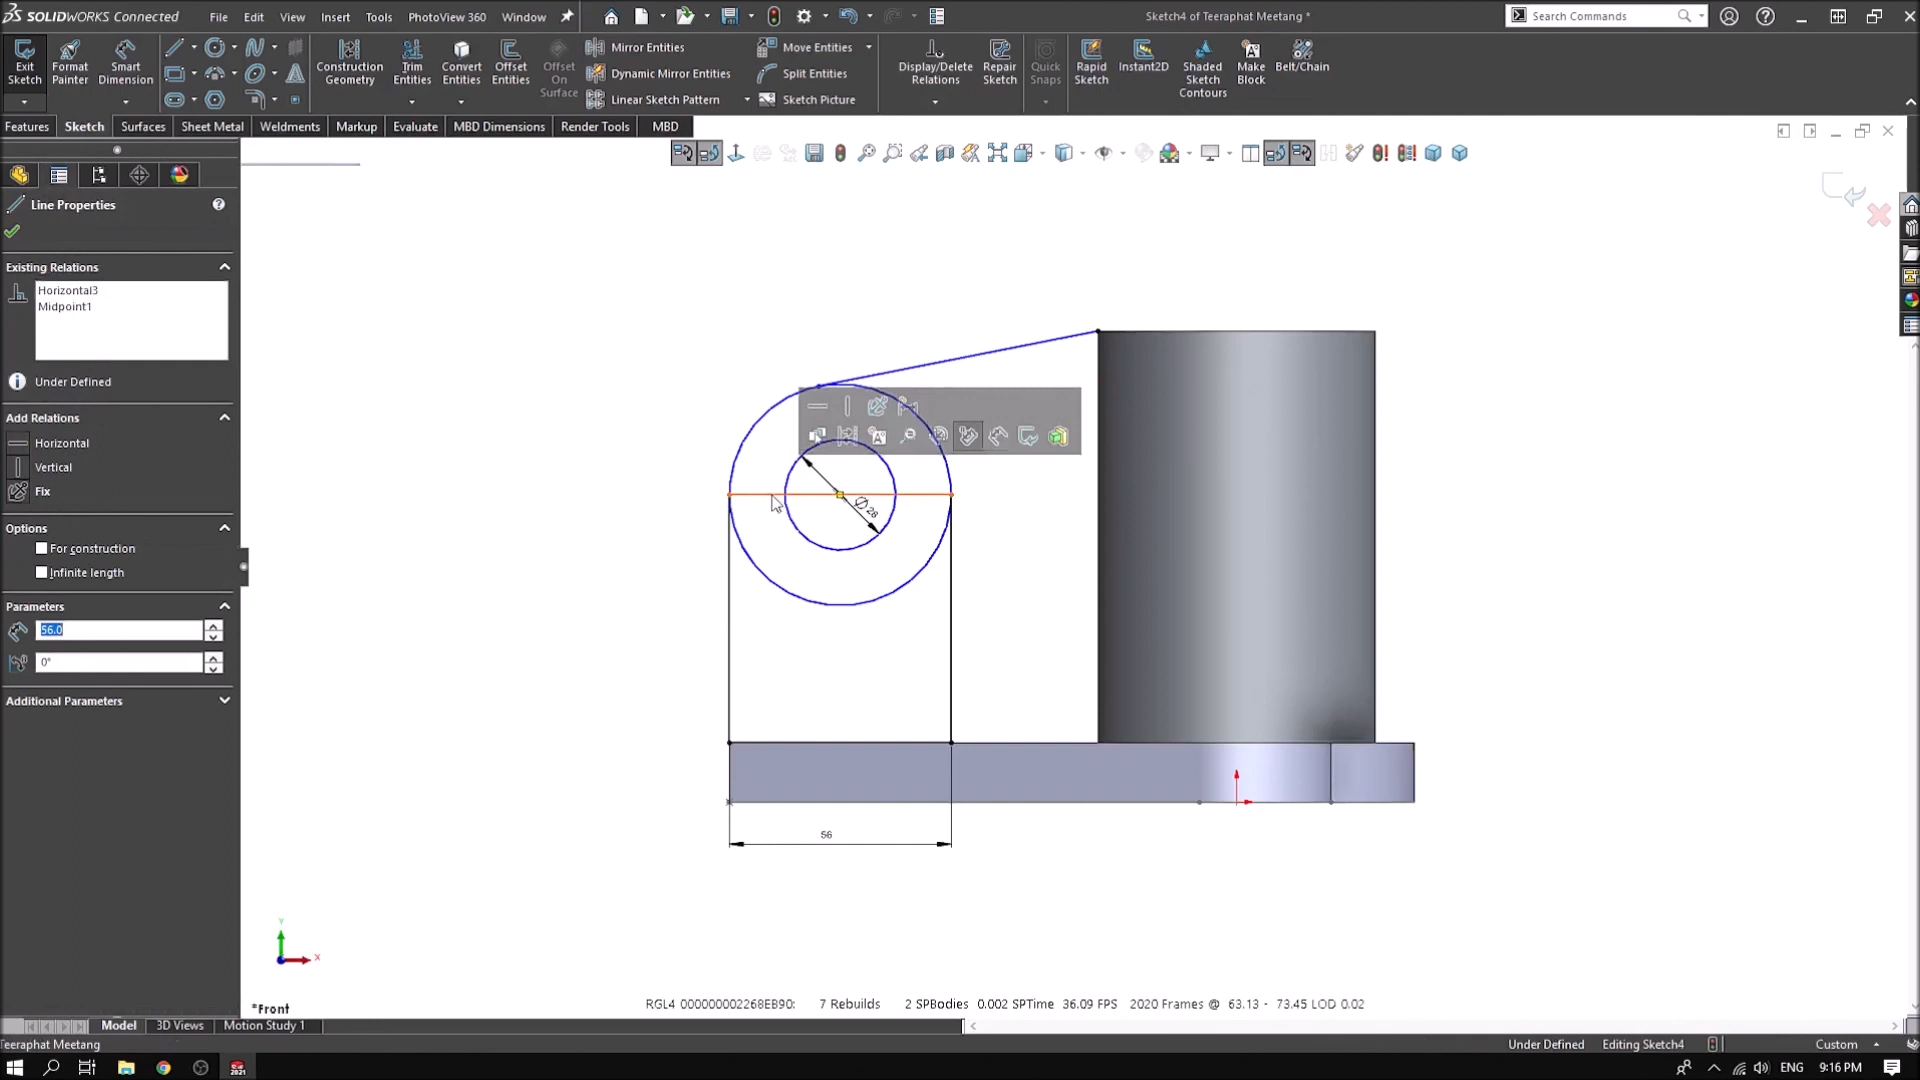 SOLIDWORKS Connected
File Edit View Insert Tools PhotoView 360 Window
Sketch4 of Teeraphat Meetang *
Search Commands
Exit Sketch
Format Painter
Smart Dimension
Construction Geometry
Trim Entities
Convert Entities
Offset Entities
Offset On Surface
Mirror Entities
Dynamic Mirror Entities
Linear Sketch Pattern
Move Entities
Split Entities
Sketch Picture
Display/Delete Relations
Repair Sketch
Quick Snaps
Rapid Sketch
Instant2D
Shaded Sketch Contours
Make Block
Belt/Chain
Features Sketch Surfaces Sheet Metal Weldments Markup Evaluate MBD Dimensions Render Tools MBD
Line Properties
Existing Relations
Horizontal3
Midpoint1
Under Defined
Add Relations
Horizontal
Vertical
Fix
Options
For construction
Infinite length
Parameters
56.0
0°
Additional Parameters
∅28
56
Y
X
*Front
RGL4 000000002268EB90: 7 Rebuilds 2 SPBodies 0.002 SPTime 36.09 FPS 2020 Frames @ 63.13 - 73.45 LOD 0.02
Model 3D Views Motion Study 1
Teeraphat Meetang
Under Defined Editing Sketch4 Custom
2021
ENG 9:16 PM